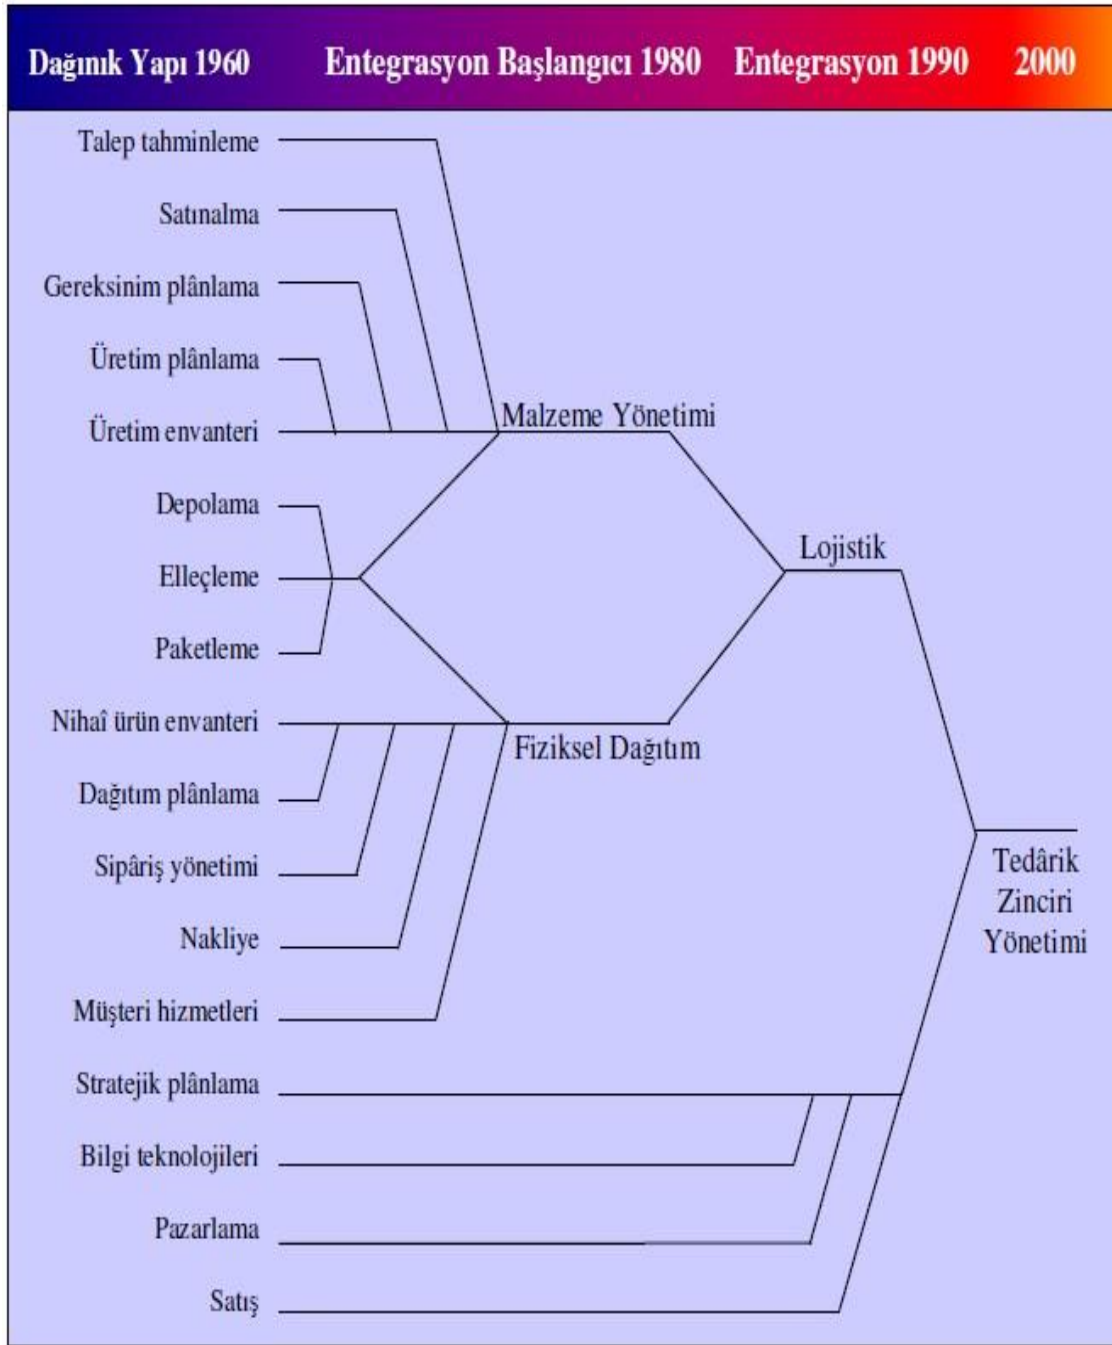 Dağınık Yapı 1960 Entegrasyon Başlangıcı 1980 Entegrasyon 1990 2000
Talep tahminleme
Satınalma
Gereksinim plânlama
Üretim plânlama
Üretim envanteri
Malzeme Yönetimi
Depolama
Lojistik
Elleçleme
Paketleme
Nihaî ürün envanteri
Fiziksel Dağıtım
Dağıtım plânlama
Sipâriş yönetimi
Tedârik
Zinciri
Yönetimi
Nakliye
Müşteri hizmetleri
Stratejik plânlama
Bilgi teknolojileri
Pazarlama
Satış